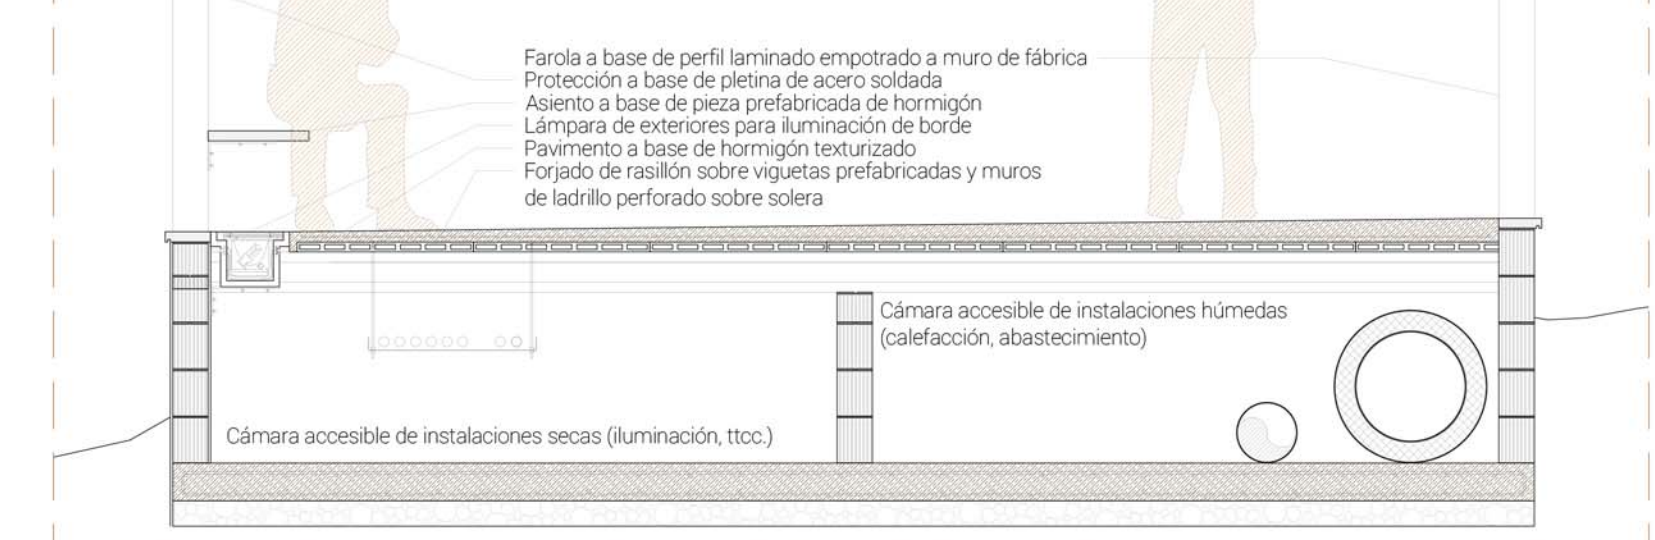 Farola a base de perfil laminado empotrado a muro de fábrica
Protección a base de pletina de acero soldada
Asiento a base de pieza prefabricada de hormigón
Lámpara de exteriores para iluminación de borde
Pavimento a base de hormigón texturizado
Forjado de rasillón sobre viguetas prefabricadas y muros
de ladrillo perforado sobre solera
Cámara accesible de instalaciones húmedas
(calefacción, abastecimiento)
Cámara accesible de instalaciones secas (iluminación, ttcc.)